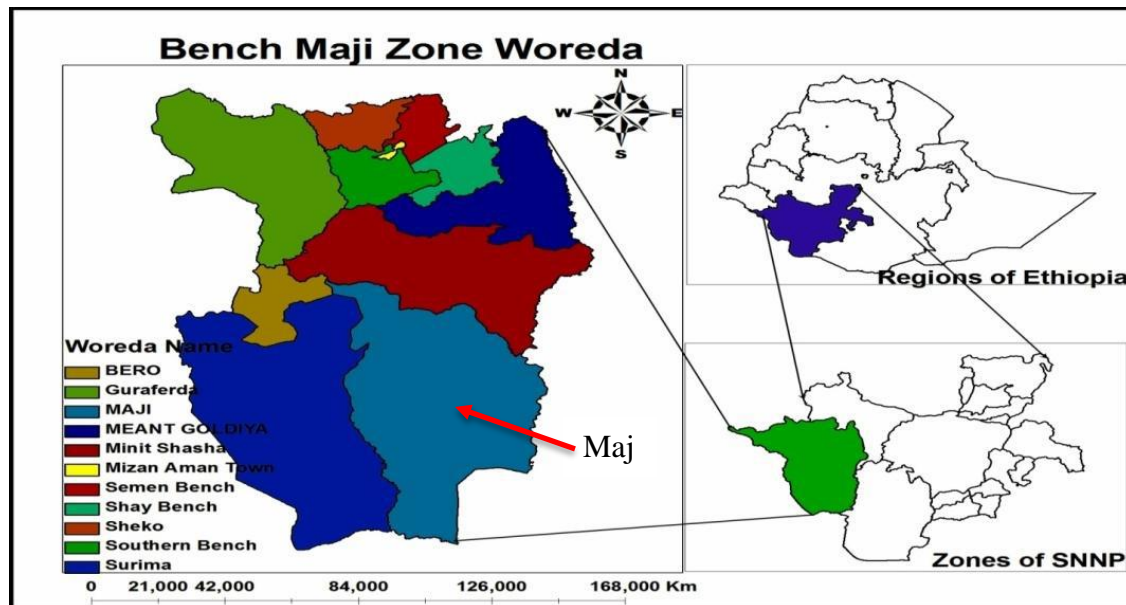 Bench Maji Zone Woreda
N
W E
S
Regions of Ethiopia
Woreda Name
BERO
Guraferda
MAJI
MEANT GOLDIYA
Minit Shasha
Mizan Aman Town
Semen Bench
Shay Bench
Sheko
Southern Bench
Surima
Maj
Zones of SNNP
0 21,000 42,000 84,000 126,000 168,000 Km